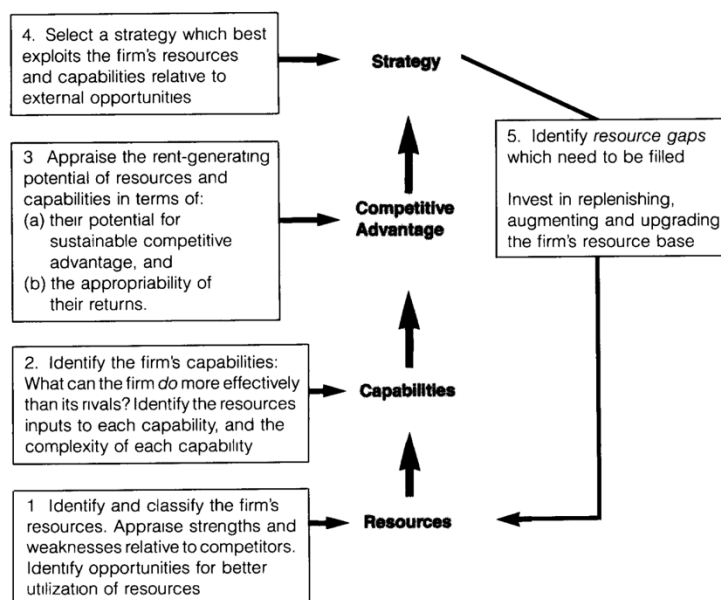 4. Select a strategy which best
exploits the firm's resources
and capabilities relative to
external opportunities
Strategy
5. Identify resource gaps
which need to be filled
Invest in replenishing,
augmenting and upgrading
the firm's resource base
3 Appraise the rent-generating
potential of resources and
capabilities in terms of:
(a) their potential for
sustainable competitive
advantage, and
(b) the appropriability of
their returns.
Competitive
Advantage
2. Identify the firm's capabilities:
What can the firm do more effectively
than its rivals? Identify the resources
inputs to each capability, and the
complexity of each capability
Capabilities
1 Identify and classify the firm's
resources. Appraise strengths and
weaknesses relative to competitors.
Identify opportunities for better
utilization of resources
Resources